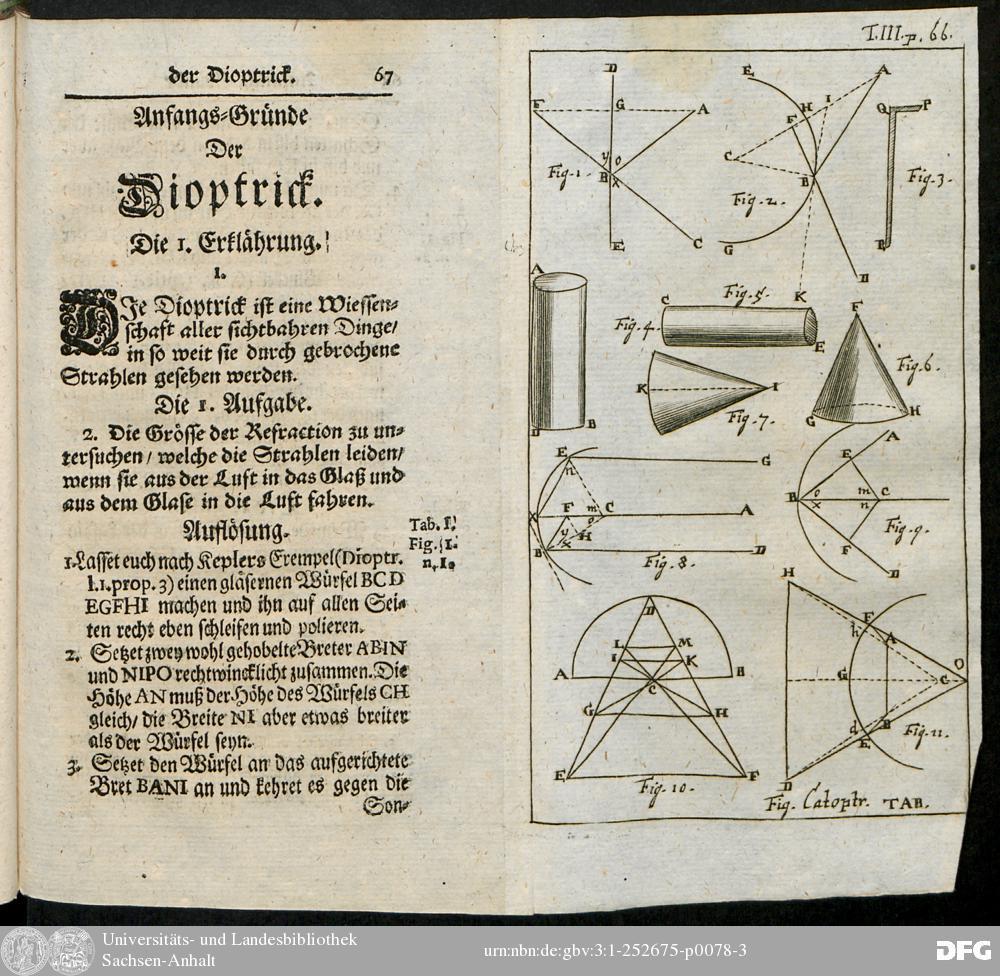 der Dioptrick. 67
Anfangs-Gründe
Der
Dioptrick.
Die 1. Erklährung.
1.
DIe Dioptrick ist eine Wiessen-
schaft aller sichtbahren Dinge/
in so weit sie durch gebrochene
Strahlen gesehen werden.
Die 1. Aufgabe.
2. Die Grösse der Refraction zu un-
tersuchen / welche die Strahlen leiden/
wenn sie aus der Luft in das Glaß und
aus dem Glase in die Luft fahren.
Auflösung.
Tab. I.
Fig. 1.
n. 1.
1. Lasset euch nach Keplers Exempel (Dioptr.
l. 1. prop. 3) einen gläsernen Würfel BCD
EGFHI machen und ihn auf allen Sei-
ten recht eben schleifen und polieren.
2. Setzet zwey wohl gehobelte Breter ABIN
und NIPO rechtwincklicht zusammen. Die
Höhe AN muß der Höhe des Würfels CH
gleich/ die Breite NI aber etwas breiter
als der Würfel seyn.
3. Setzet den Würfel an das aufgerichtete
Bret BANI an und kehret es gegen die
Son-
T.III.p. 66.
D
F G A
y o
B x
Fig. 1.
E C
E A
H I
F
C
B
Fig. 2.
G
D
K
Q P
Fig. 3.
R
A
D B
Fig. 4.
Fig. 5.
C
E
F
Fig. 6.
G H
K I
Fig. 7.
E G
n
F m C A
o
y
x H
B D
Fig. 8.
A
E
B o m C
x n
F
D
Fig. 9.
D
L M
I K
A B
C
G H
E F
Fig. 10.
H
F
h A
O
G C
d B
E
D
Fig. 11.
Fig. Catoptr. TAB.
Universitäts- und Landesbibliothek
Sachsen-Anhalt
urn:nbn:de:gbv:3:1-252675-p0078-3
DFG